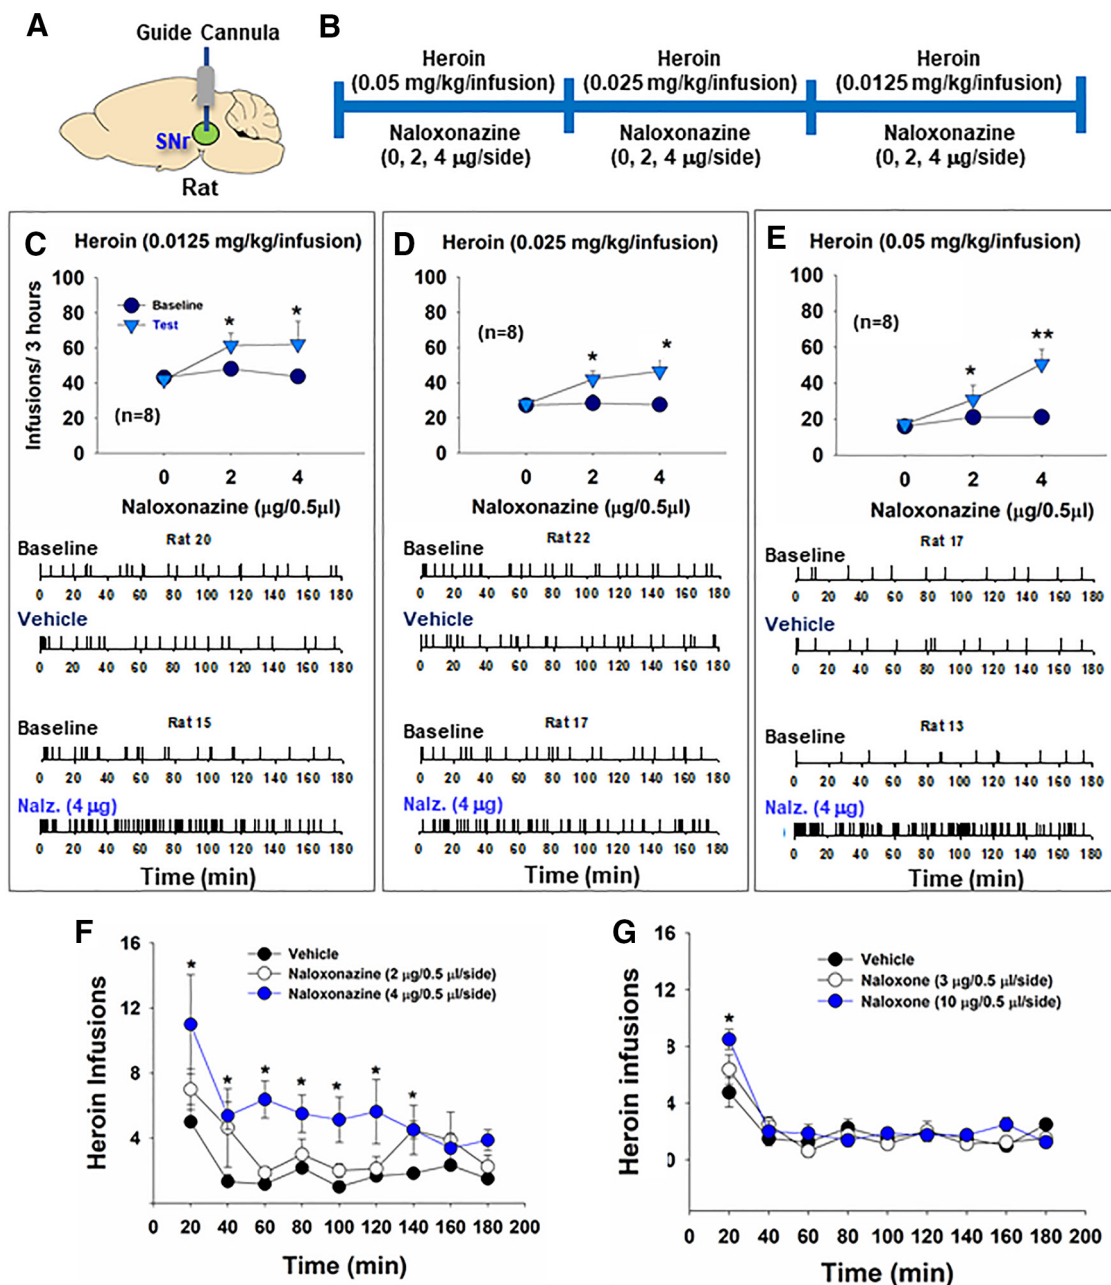 A
Guide Cannula
SNr
Rat
B
Heroin Heroin Heroin
(0.05 mg/kg/infusion) (0.025 mg/kg/infusion) (0.0125 mg/kg/infusion)
Naloxonazine Naloxonazine Naloxonazine
(0, 2, 4 μg/side) (0, 2, 4 μg/side) (0, 2, 4 μg/side)
C
Heroin (0.0125 mg/kg/infusion)
Infusions/ 3 hours
100
80
60
40
20
0
Baseline
Test
* *
(n=8)
0 2 4
Naloxonazine (μg/0.5μl)
Baseline Rat 20
0 20 40 60 80 100 120 140 160 180
Vehicle
0 20 40 60 80 100 120 140 160 180
Baseline Rat 15
0 20 40 60 80 100 120 140 160 180
Nalz. (4 μg)
0 20 40 60 80 100 120 140 160 180
Time (min)
D
Heroin (0.025 mg/kg/infusion)
100
80
60
40
20
0
(n=8)
* *
0 2 4
Naloxonazine (μg/0.5μl)
Baseline Rat 22
0 20 40 60 80 100 120 140 160 180
Vehicle
0 20 40 60 80 100 120 140 160 180
Baseline Rat 17
0 20 40 60 80 100 120 140 160 180
Nalz. (4 μg)
0 20 40 60 80 100 120 140 160 180
Time (min)
E
Heroin (0.05 mg/kg/infusion)
100
80
60
40
20
0
(n=8)
* **
0 2 4
Naloxonazine (μg/0.5μl)
Baseline Rat 17
0 20 40 60 80 100 120 140 160 180
Vehicle
0 20 40 60 80 100 120 140 160 180
Baseline Rat 13
0 20 40 60 80 100 120 140 160 180
Nalz. (4 μg)
0 20 40 60 80 100 120 140 160 180
Time (min)
F
Heroin Infusions
16
12
8
4
Vehicle
Naloxonazine (2 μg/0.5 μl/side)
Naloxonazine (4 μg/0.5 μl/side)
* * * * * * *
0 20 40 60 80 100 120 140 160 180 200
Time (min)
G
Heroin infusions
16
12
8
4
0
Vehicle
Naloxone (3 μg/0.5 μl/side)
Naloxone (10 μg/0.5 μl/side)
*
0 20 40 60 80 100 120 140 160 180 200
Time (min)